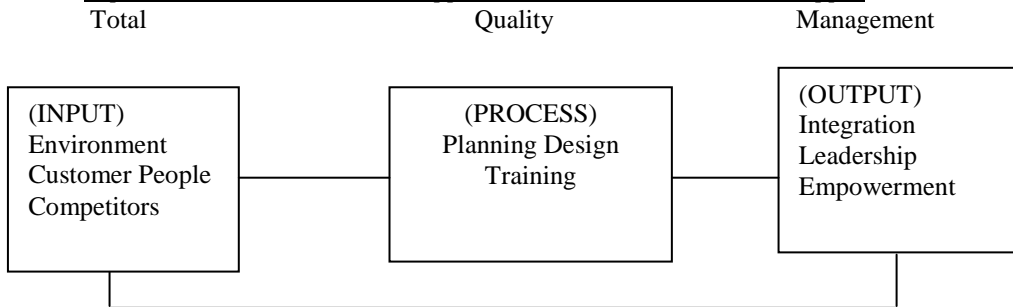 Total Quality Management
(INPUT)
Environment
Customer People
Competitors
(PROCESS)
Planning Design
Training
(OUTPUT)
Integration
Leadership
Empowerment